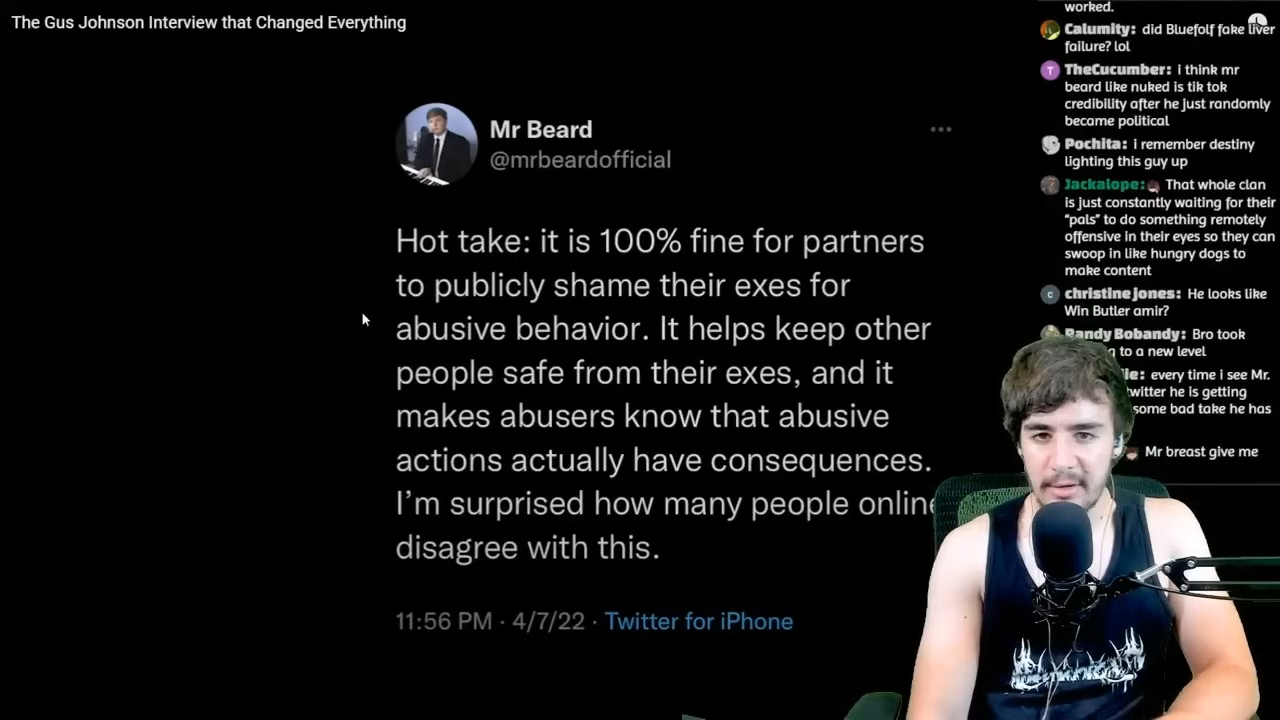 The Gus Johnson Interview that Changed Everything
Mr Beard
@mrbeardofficial
Hot take: it is 100% fine for partners
to publicly shame their exes for
abusive behavior. It helps keep other
people safe from their exes, and it
makes abusers know that abusive
actions actually have consequences.
I'm surprised how many people online
disagree with this.
11:56 PM · 4/7/22 · Twitter for iPhone
worked.
Calumity: did Bluefolf fake liver
failure? lol
T TheCucumber: i think mr
beard like nuked is tik tok
credibility after he just randomly
became political
Pochita: i remember destiny
lighting this guy up
Jackalope: That whole clan
is just constantly waiting for their
"pals" to do something remotely
offensive in their eyes so they can
swoop in like hungry dogs to
make content
c christine jones: He looks like
Win Butler amir?
Randy Bobandy: Bro took
to a new level
every time i see Mr.
twitter he is getting
some bad take he has
Mr breast give me